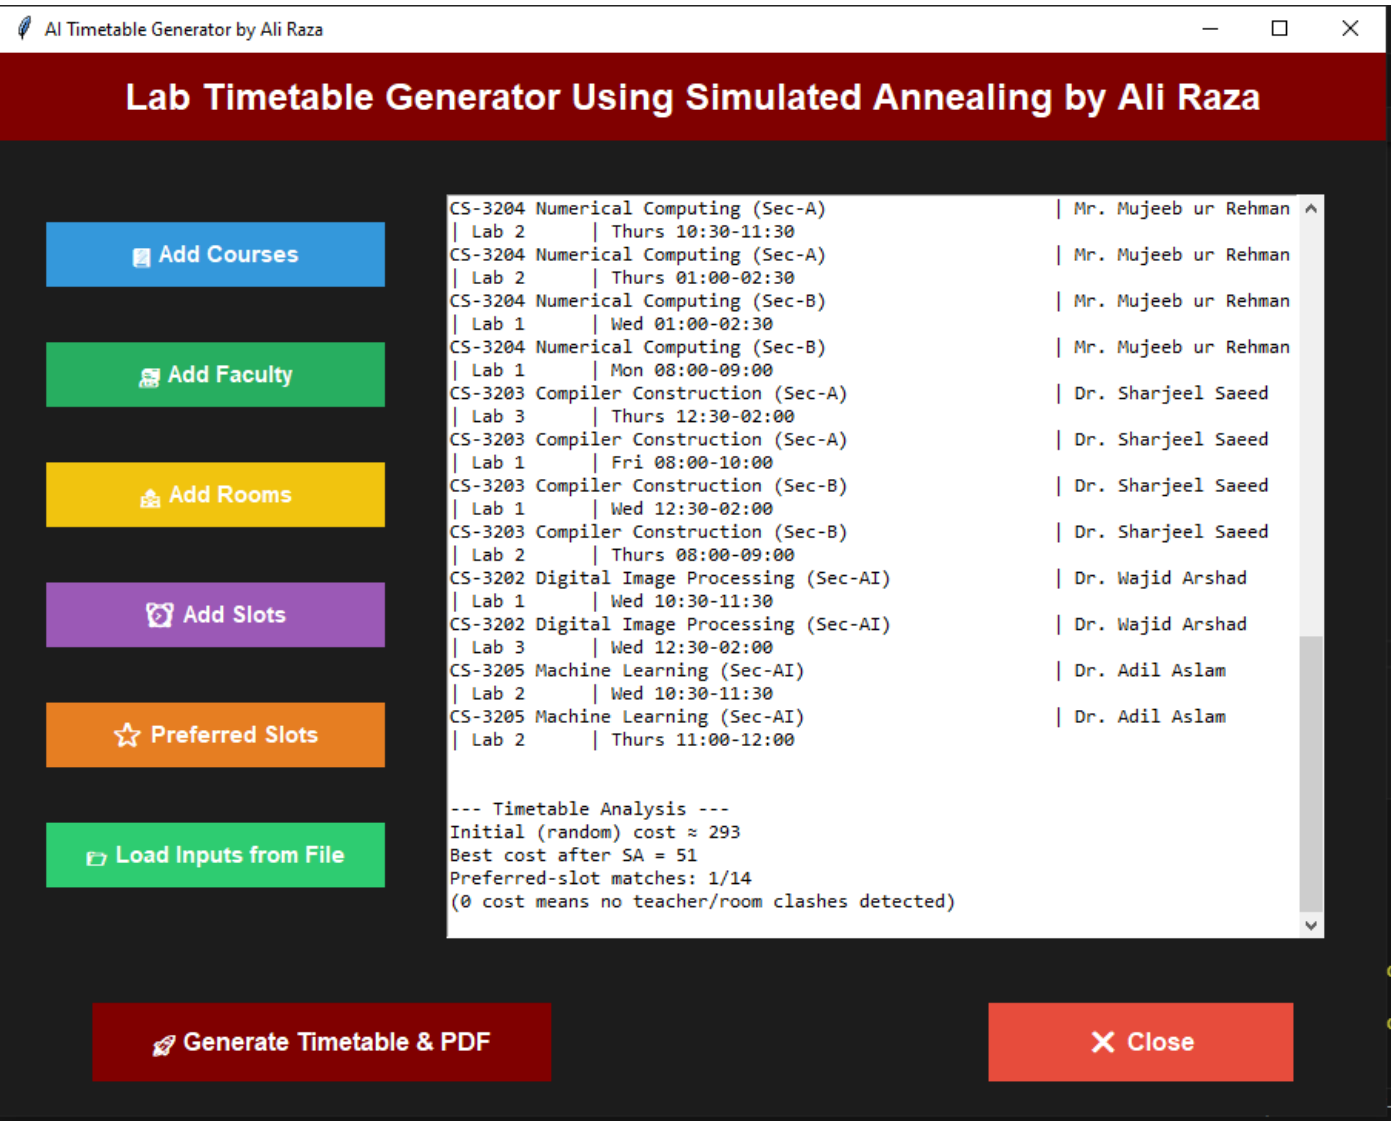 AI Timetable Generator by Ali Raza
Lab Timetable Generator Using Simulated Annealing by Ali Raza
Add Courses
Add Faculty
Add Rooms
Add Slots
Preferred Slots
Load Inputs from File
CS-3204 Numerical Computing (Sec-A) | Mr. Mujeeb ur Rehman
| Lab 2 | Thurs 10:30-11:30
CS-3204 Numerical Computing (Sec-A) | Mr. Mujeeb ur Rehman
| Lab 2 | Thurs 01:00-02:30
CS-3204 Numerical Computing (Sec-B) | Mr. Mujeeb ur Rehman
| Lab 1 | Wed 01:00-02:30
CS-3204 Numerical Computing (Sec-B) | Mr. Mujeeb ur Rehman
| Lab 1 | Mon 08:00-09:00
CS-3203 Compiler Construction (Sec-A) | Dr. Sharjeel Saeed
| Lab 3 | Thurs 12:30-02:00
CS-3203 Compiler Construction (Sec-A) | Dr. Sharjeel Saeed
| Lab 1 | Fri 08:00-10:00
CS-3203 Compiler Construction (Sec-B) | Dr. Sharjeel Saeed
| Lab 1 | Wed 12:30-02:00
CS-3203 Compiler Construction (Sec-B) | Dr. Sharjeel Saeed
| Lab 2 | Thurs 08:00-09:00
CS-3202 Digital Image Processing (Sec-AI) | Dr. Wajid Arshad
| Lab 1 | Wed 10:30-11:30
CS-3202 Digital Image Processing (Sec-AI) | Dr. Wajid Arshad
| Lab 3 | Wed 12:30-02:00
CS-3205 Machine Learning (Sec-AI) | Dr. Adil Aslam
| Lab 2 | Wed 10:30-11:30
CS-3205 Machine Learning (Sec-AI) | Dr. Adil Aslam
| Lab 2 | Thurs 11:00-12:00
--- Timetable Analysis ---
Initial (random) cost ≈ 293
Best cost after SA = 51
Preferred-slot matches: 1/14
(0 cost means no teacher/room clashes detected)
Generate Timetable & PDF
Close